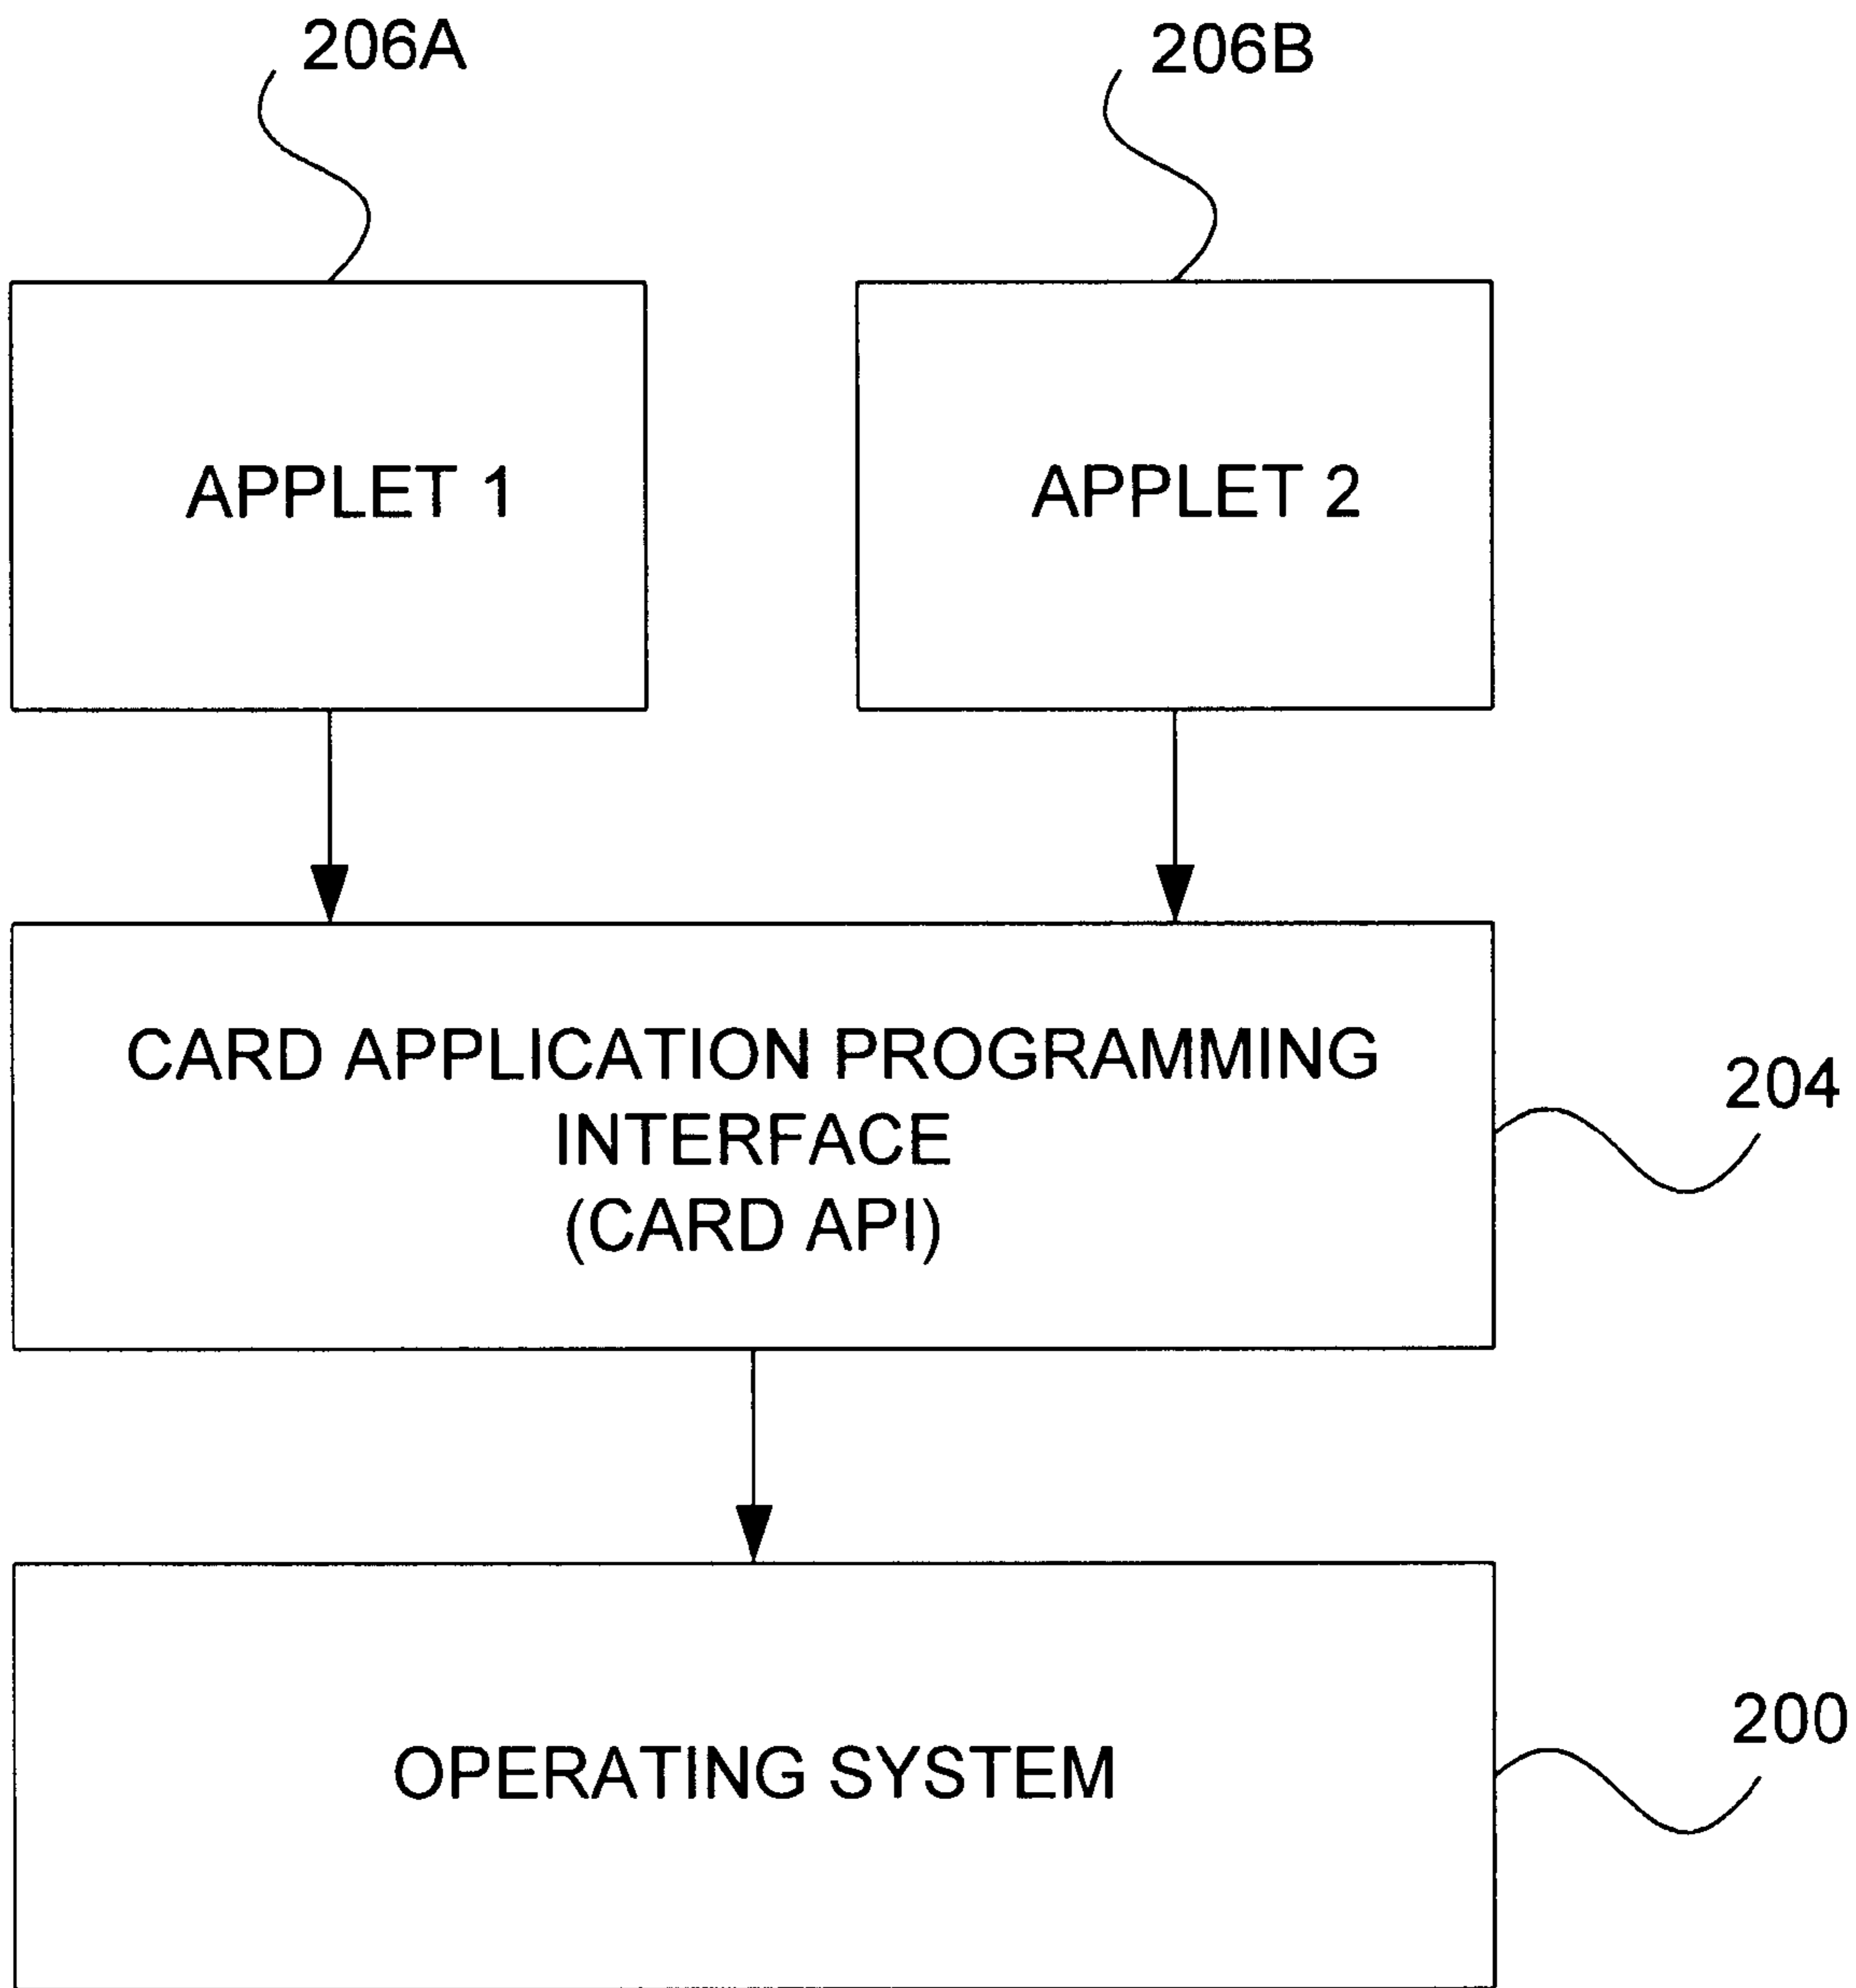 206A
206B
APPLET 1
APPLET 2
CARD APPLICATION PROGRAMMING
INTERFACE
(CARD API)
204
OPERATING SYSTEM
200